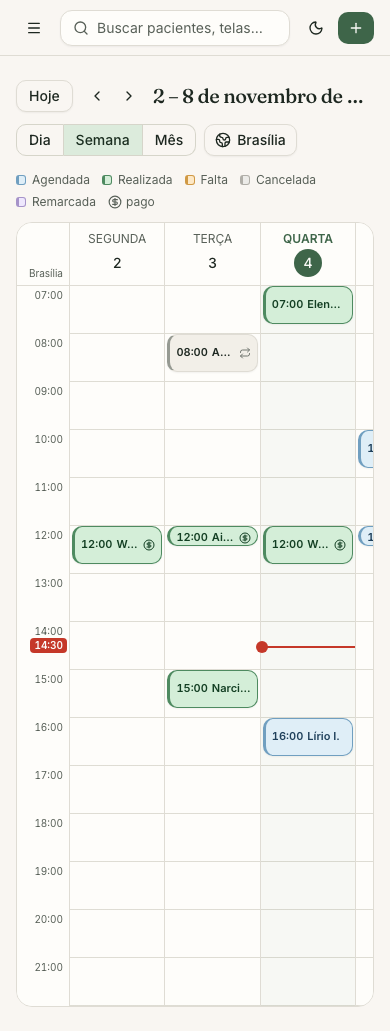 Buscar pacientes, telas...
Hoje
2 – 8 de novembro de ...
Dia Semana Mês Brasília
Agendada Realizada Falta Cancelada
Remarcada pago
SEGUNDA TERÇA QUARTA
Brasília 2 3 4
07:00 07:00 Elen...
08:00 08:00 A...
09:00
10:00 1
11:00
12:00 12:00 W... 12:00 Ai... 12:00 W... 1
13:00
14:00
14:30
15:00 15:00 Narci...
16:00 16:00 Lírio I.
17:00
18:00
19:00
20:00
21:00